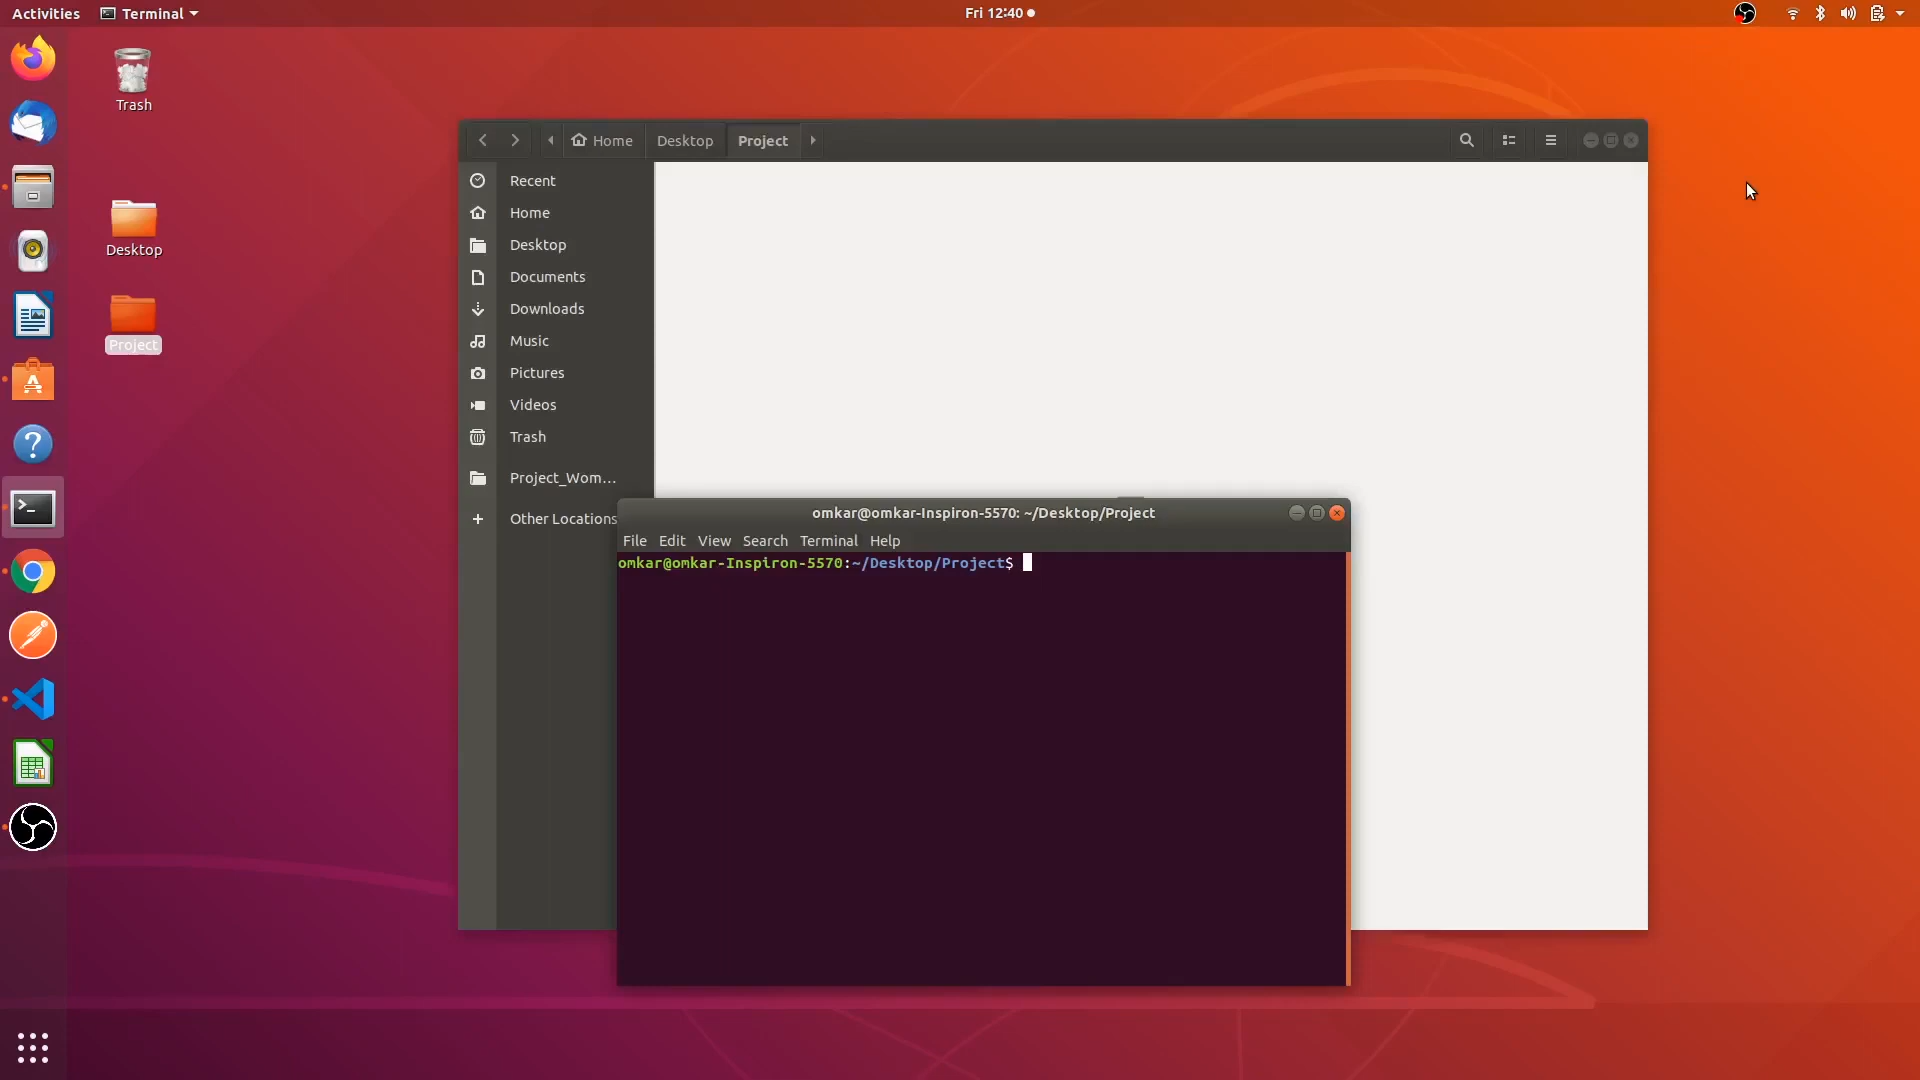 Activities
Terminal
Fri 12:40
Trash
Desktop
Project
Home
Desktop
Project
Recent
Home
Desktop
Documents
Downloads
Music
Pictures
Videos
Trash
Project_Wom...
Other Locations
omkar@omkar-Inspiron-5570: ~/Desktop/Project
File Edit View Search Terminal Help
omkar@omkar-Inspiron-5570:~/Desktop/Project$